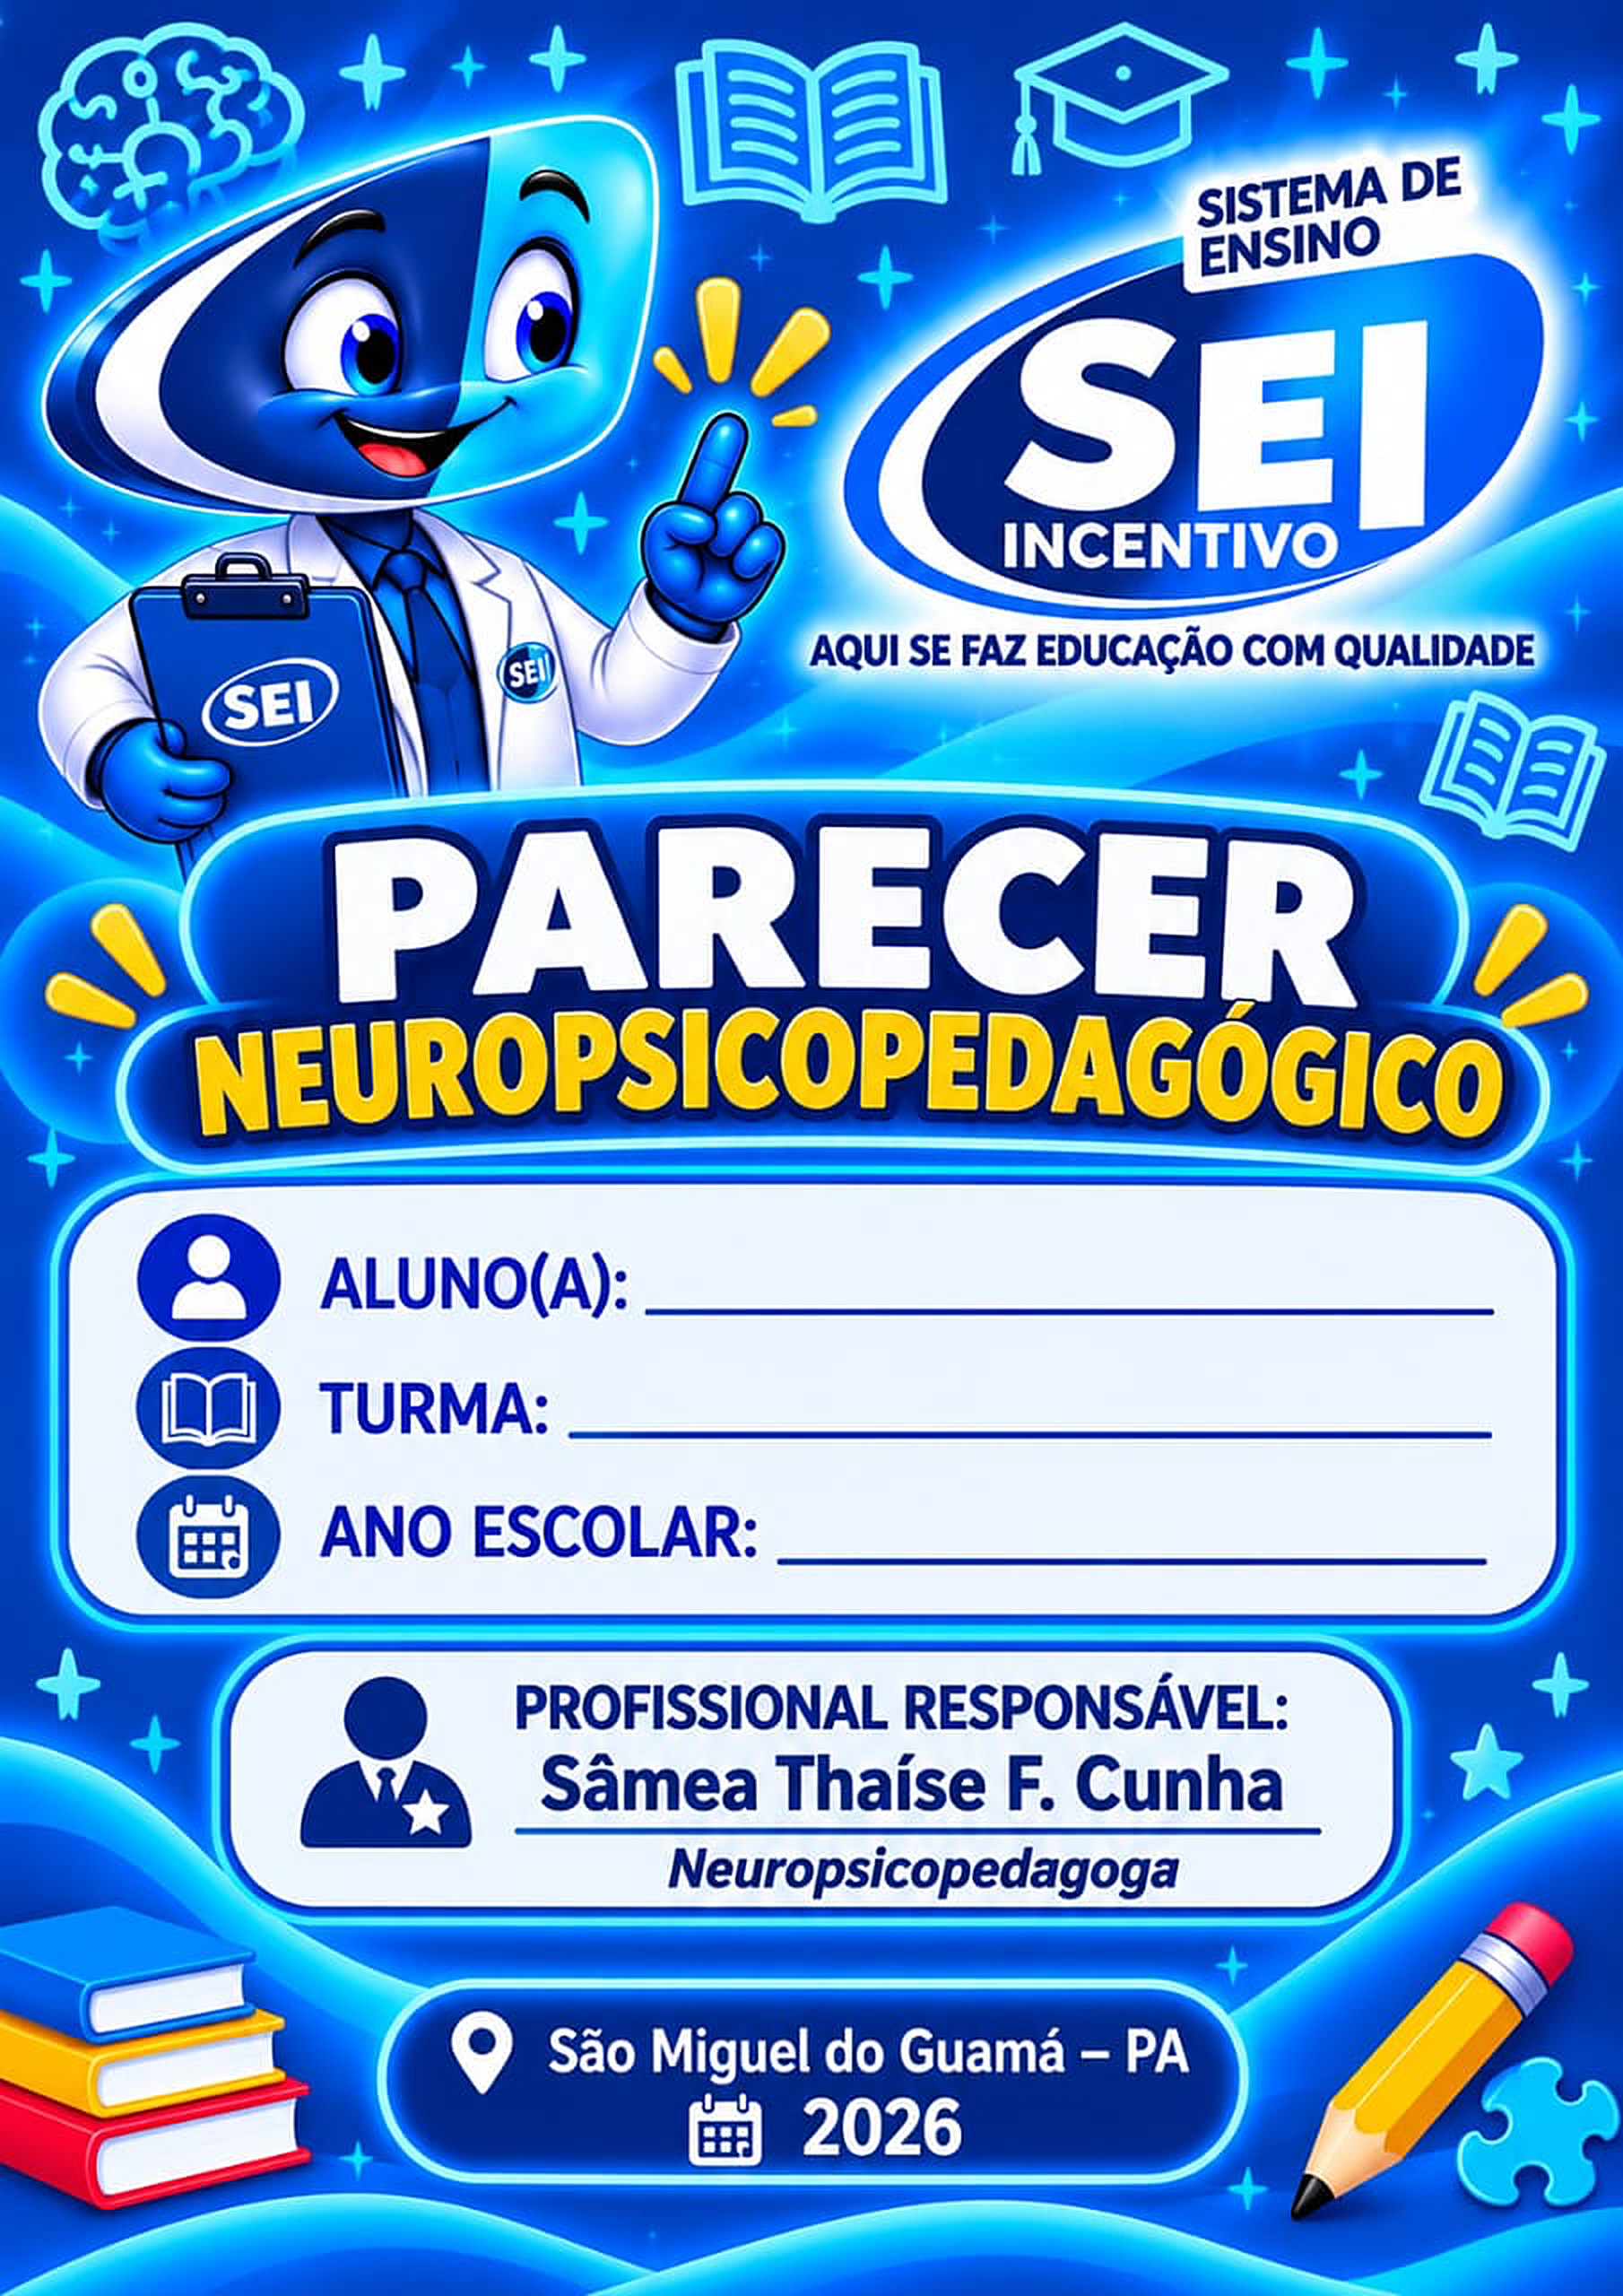 SISTEMA DE
ENSINO
SEI
INCENTIVO
AQUI SE FAZ EDUCAÇÃO COM QUALIDADE
SEI
SEI
PARECER
NEUROPSICOPEDAGÓGICO
ALUNO(A):
TURMA:
ANO ESCOLAR:
PROFISSIONAL RESPONSÁVEL:
Sâmea Thaíse F. Cunha
Neuropsicopedagoga
São Miguel do Guamá – PA
2026